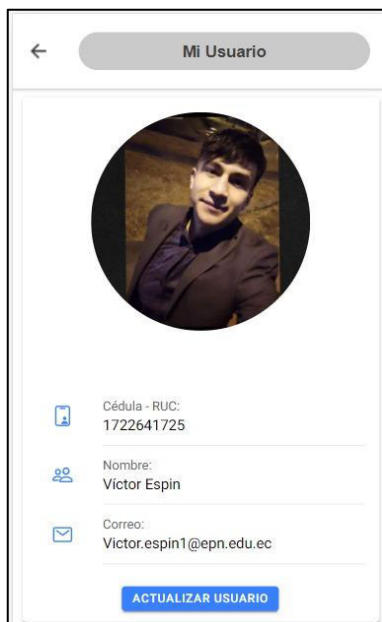 Mi Usuario
Cédula - RUC:
1722641725
Nombre:
Víctor Espin
Correo:
Victor.espin1@epn.edu.ec
ACTUALIZAR USUARIO